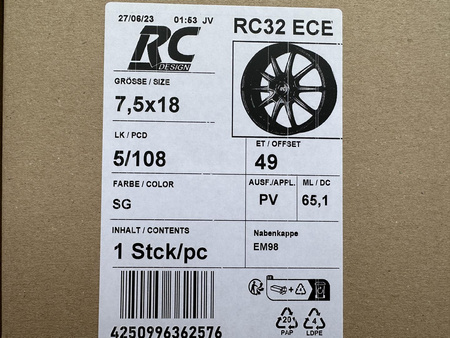 27/06/23 01:53 JV
RC32 ECE
RC
DESIGN
GRÖSSE / SIZE
7,5x18
LK / PCD
5/108
ET / OFFSET
49
FARBE / COLOR
SG
AUSF./APPL.
PV
ML / DC
65,1
INHALT / CONTENTS
1 Stck/pc
Nabenkappe
EM98
4250996362576
20
PAP
4
LDPE